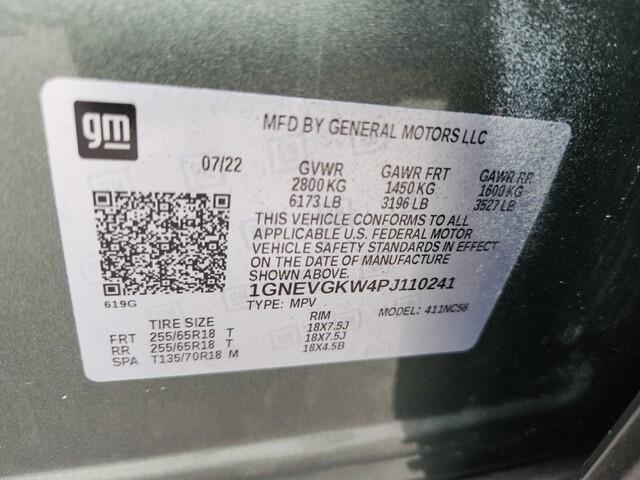 gm
MFD BY GENERAL MOTORS LLC
07/22 GVWR GAWR FRT GAWR RR
2800 KG 1450 KG 1600 KG
6173 LB 3196 LB 3527 LB
THIS VEHICLE CONFORMS TO ALL
APPLICABLE U.S. FEDERAL MOTOR
VEHICLE SAFETY STANDARDS IN EFFECT
ON THE DATE OF MANUFACTURE
SHOWN ABOVE.
619G 1GNEVGKW4PJ110241
TYPE: MPV MODEL: 411NC56
TIRE SIZE RIM
FRT 255/65R18 T 18X7.5J
RR 255/65R18 T 18X7.5J
SPA T135/70R18 M 18X4.5B